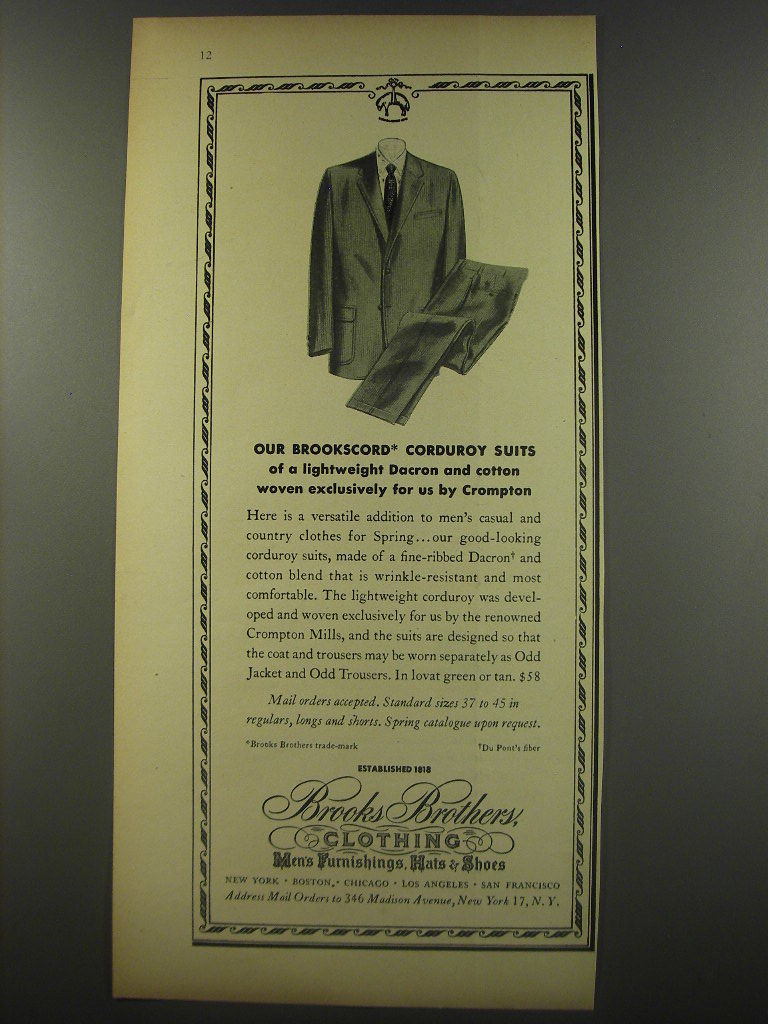 12
OUR BROOKSCORD* CORDUROY SUITS
of a lightweight Dacron and cotton
woven exclusively for us by Crompton
Here is a versatile addition to men's casual and
country clothes for Spring...our good-looking
corduroy suits, made of a fine-ribbed Dacron† and
cotton blend that is wrinkle-resistant and most
comfortable. The lightweight corduroy was devel-
oped and woven exclusively for us by the renowned
Crompton Mills, and the suits are designed so that
the coat and trousers may be worn separately as Odd
Jacket and Odd Trousers. In lovat green or tan. $58
Mail orders accepted. Standard sizes 37 to 45 in
regulars, longs and shorts. Spring catalogue upon request.
*Brooks Brothers trade-mark †Du Pont's fiber
ESTABLISHED 1818
Brooks Brothers,
CLOTHING
Men's Furnishings, Hats & Shoes
NEW YORK • BOSTON • CHICAGO • LOS ANGELES • SAN FRANCISCO
Address Mail Orders to 346 Madison Avenue, New York 17, N. Y.